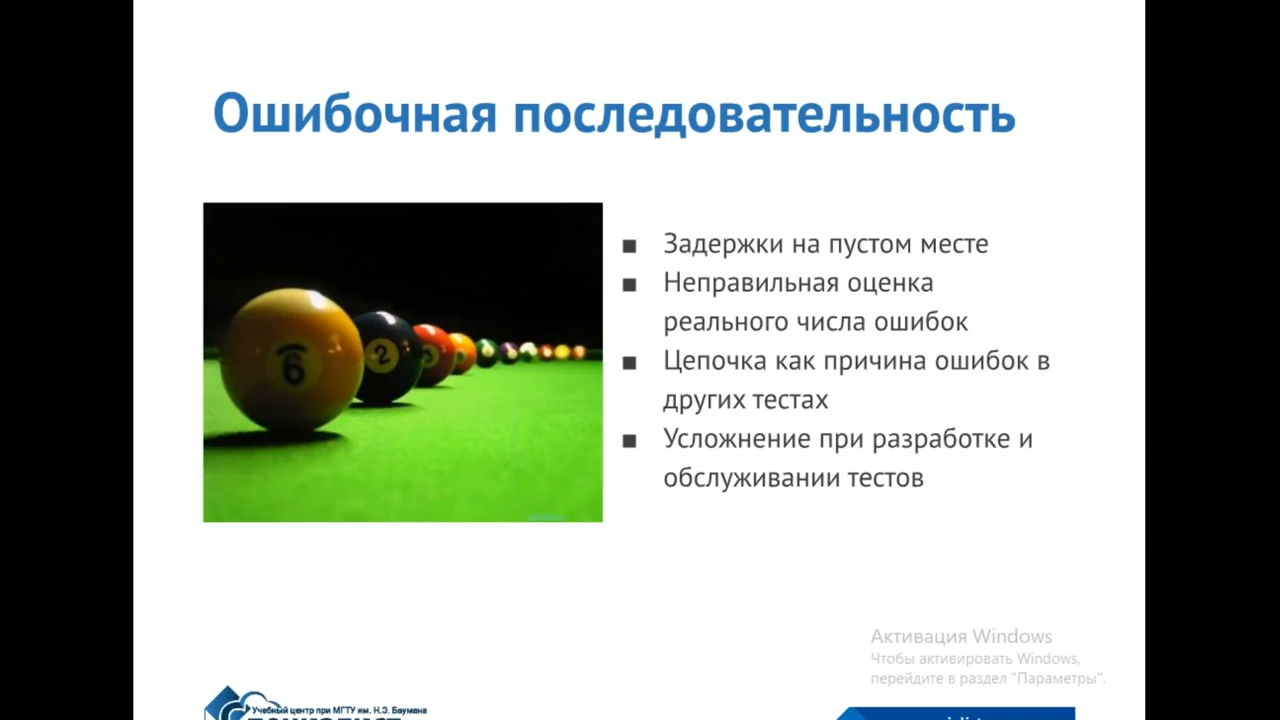 Ошибочная последовательность
6
2
3
■ Задержки на пустом месте
■ Неправильная оценка
реального числа ошибок
■ Цепочка как причина ошибок в
других тестах
■ Усложнение при разработке и
обслуживании тестов
Активация Windows
Чтобы активировать Windows,
перейдите в раздел "Параметры".
Учебный центр при МГТУ им. Н.Э. Баумана